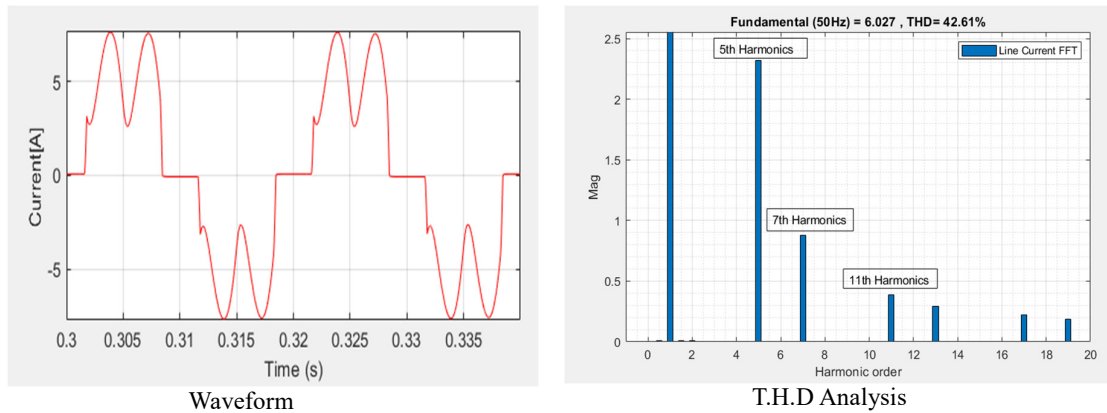 Current[A]
5
0
-5
0.3 0.305 0.31 0.315 0.32 0.325 0.33 0.335
Time (s)
Waveform
Fundamental (50Hz) = 6.027 , THD= 42.61%
Line Current FFT
5th Harmonics
7th Harmonics
11th Harmonics
Mag
2.5
2
1.5
1
0.5
0
0 2 4 6 8 10 12 14 16 18 20
Harmonic order
T.H.D Analysis